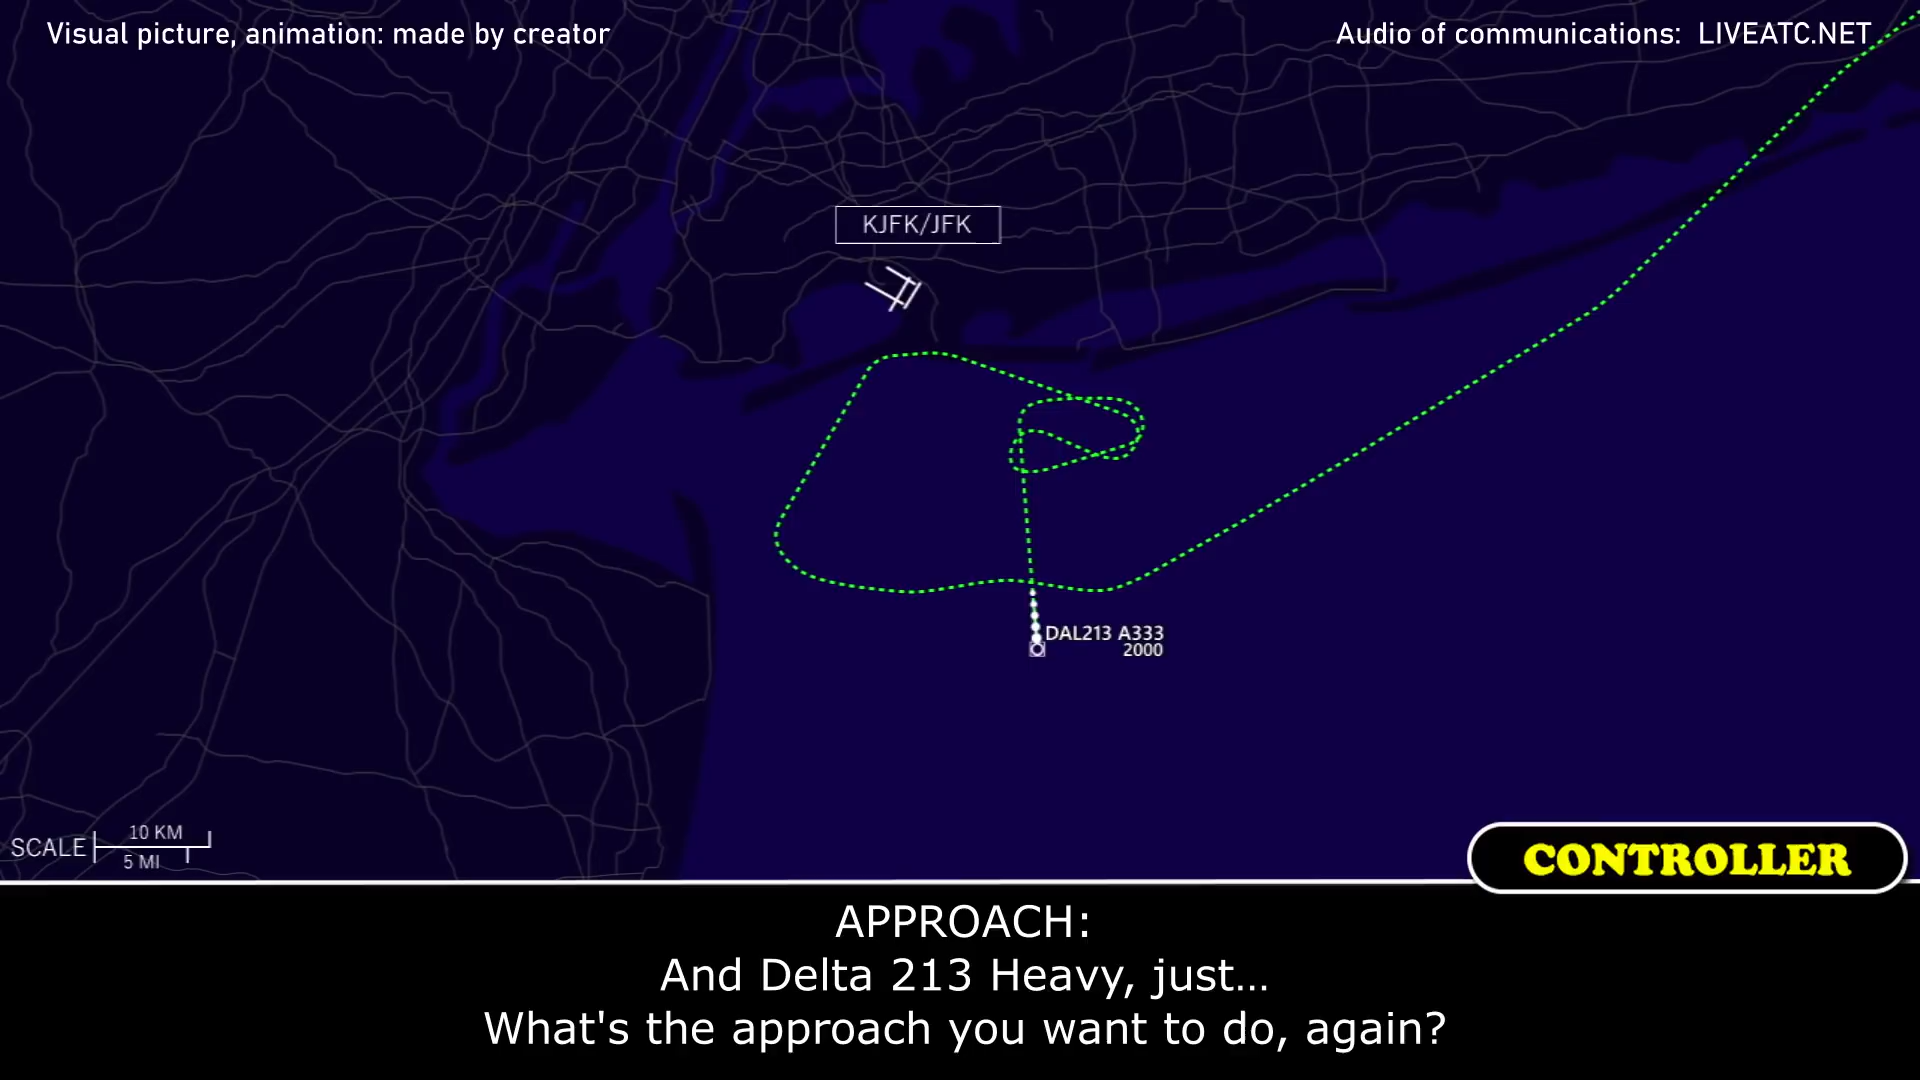 Visual picture, animation: made by creator
Audio of communications: LIVEATC.NET
KJFK/JFK
DAL213 A333
2000
SCALE
10 KM
5 MI
CONTROLLER
APPROACH:
And Delta 213 Heavy, just...
What's the approach you want to do, again?